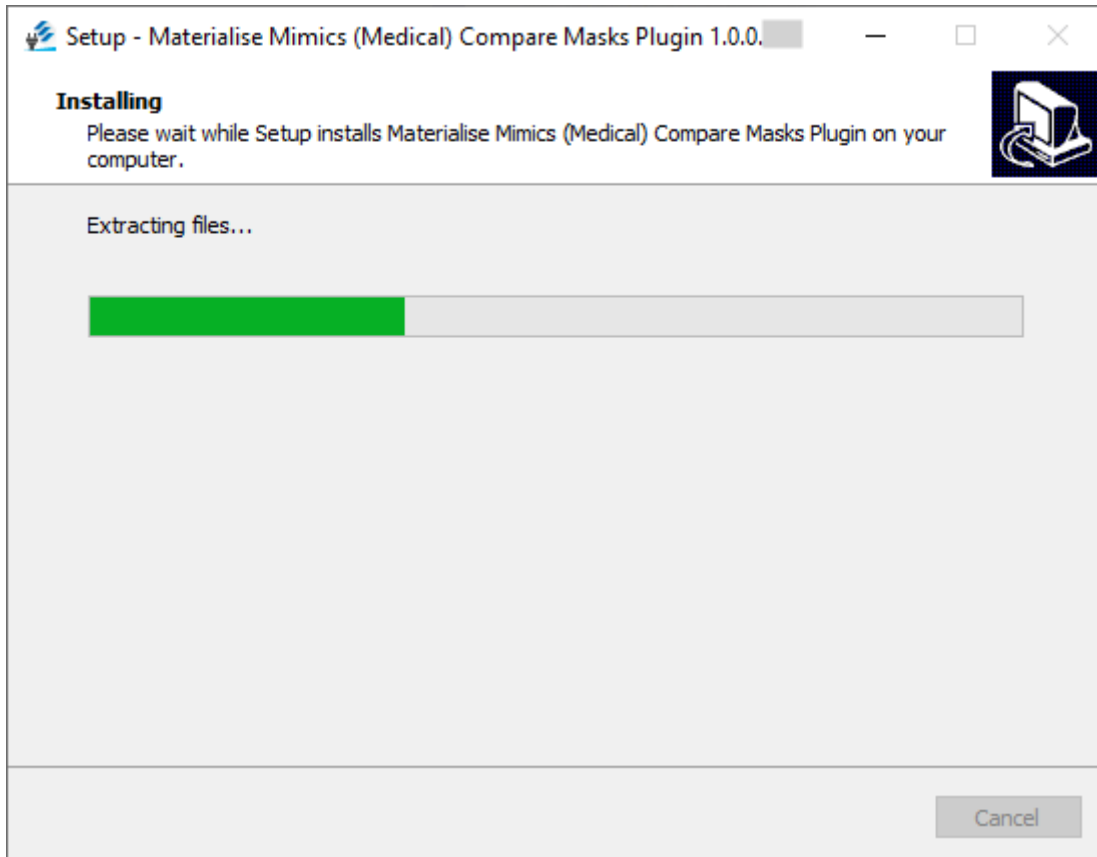 Setup - Materialise Mimics (Medical) Compare Masks Plugin 1.0.0.
Installing
Please wait while Setup installs Materialise Mimics (Medical) Compare Masks Plugin on your
computer.
Extracting files...
Cancel